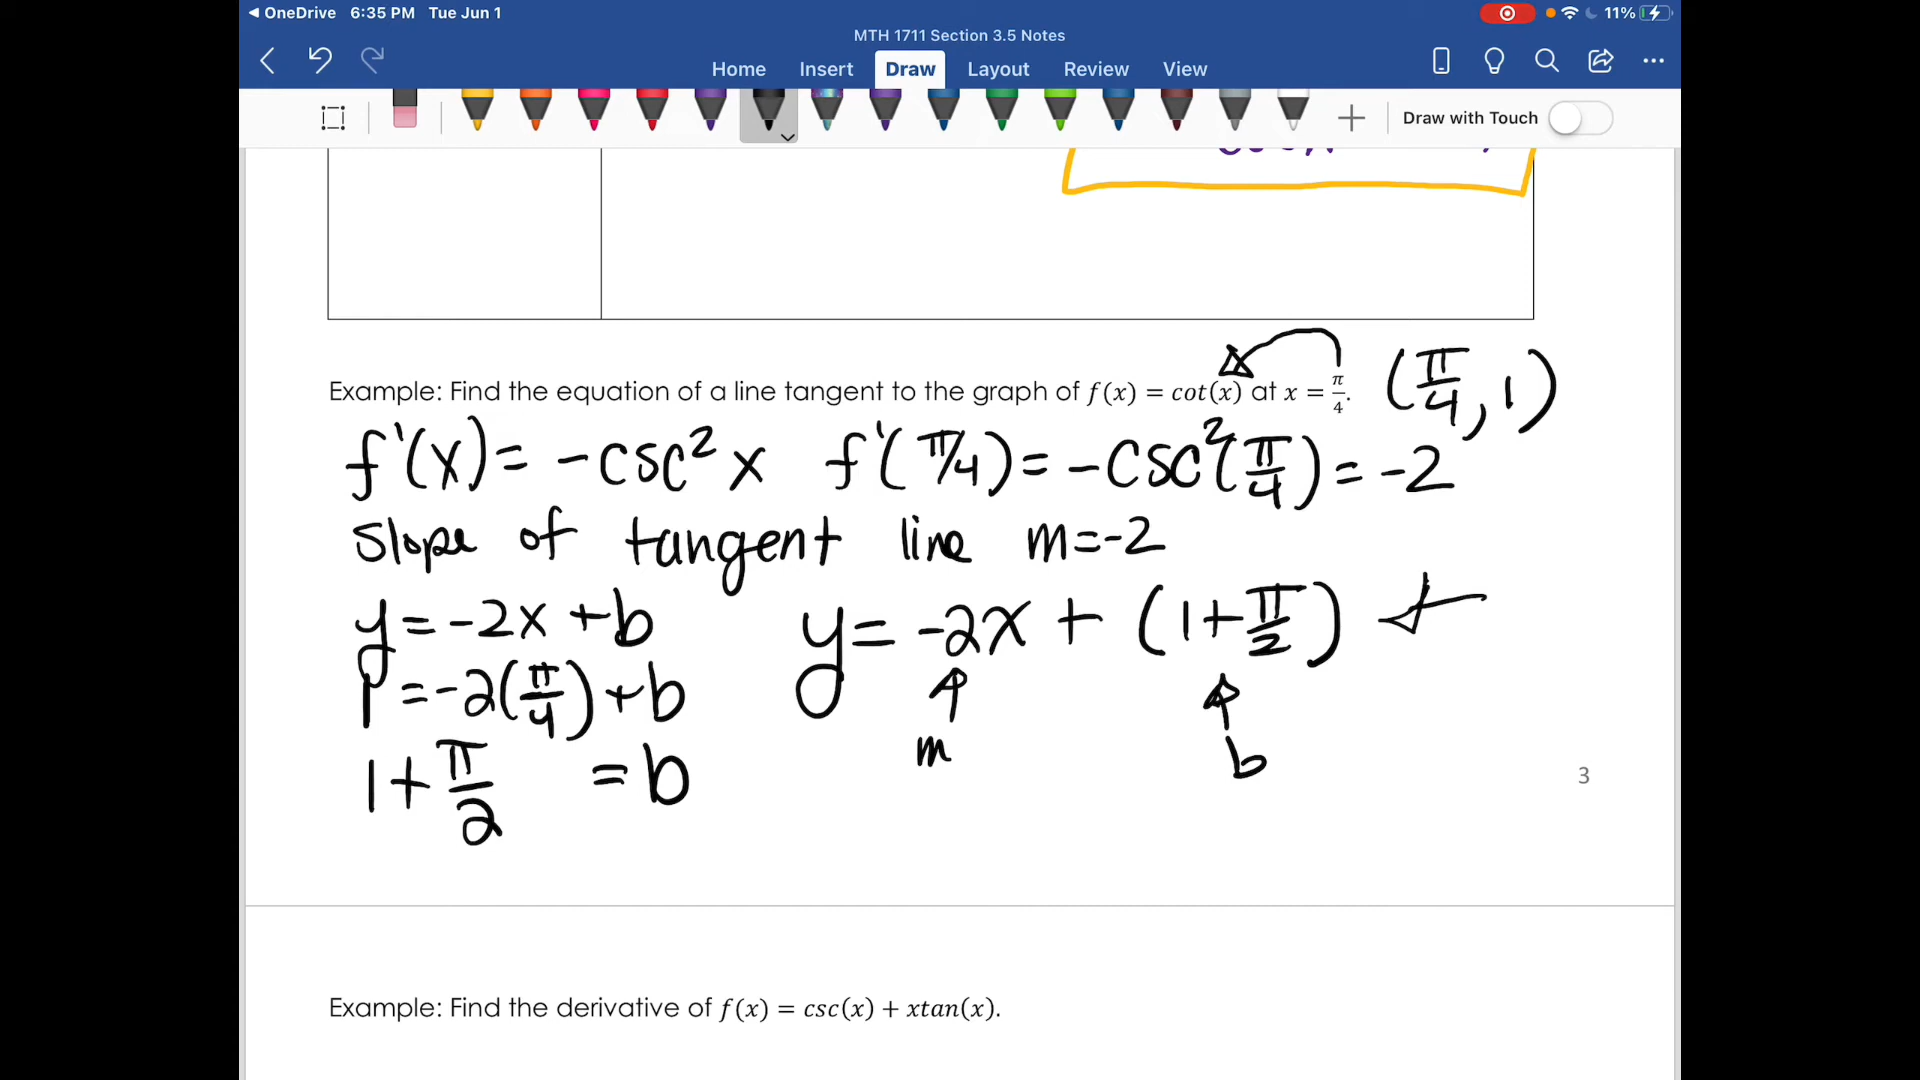 OneDrive 6:35 PM Tue Jun 1 11%
MTH 1711 Section 3.5 Notes
Home Insert Draw Layout Review View
Draw with Touch
Example: Find the equation of a line tangent to the graph of f(x) = cot(x) at x = π/4. (π/4, 1)
f'(x) = -csc² x f'(π/4) = -csc²(π/4) = -2
Slope of tangent line m=-2
y = -2x + b y = -2x + (1 + π/2)
1 = -2(π/4) + b
m b
1 + π/2 = b
3
Example: Find the derivative of f(x) = csc(x) + xtan(x).